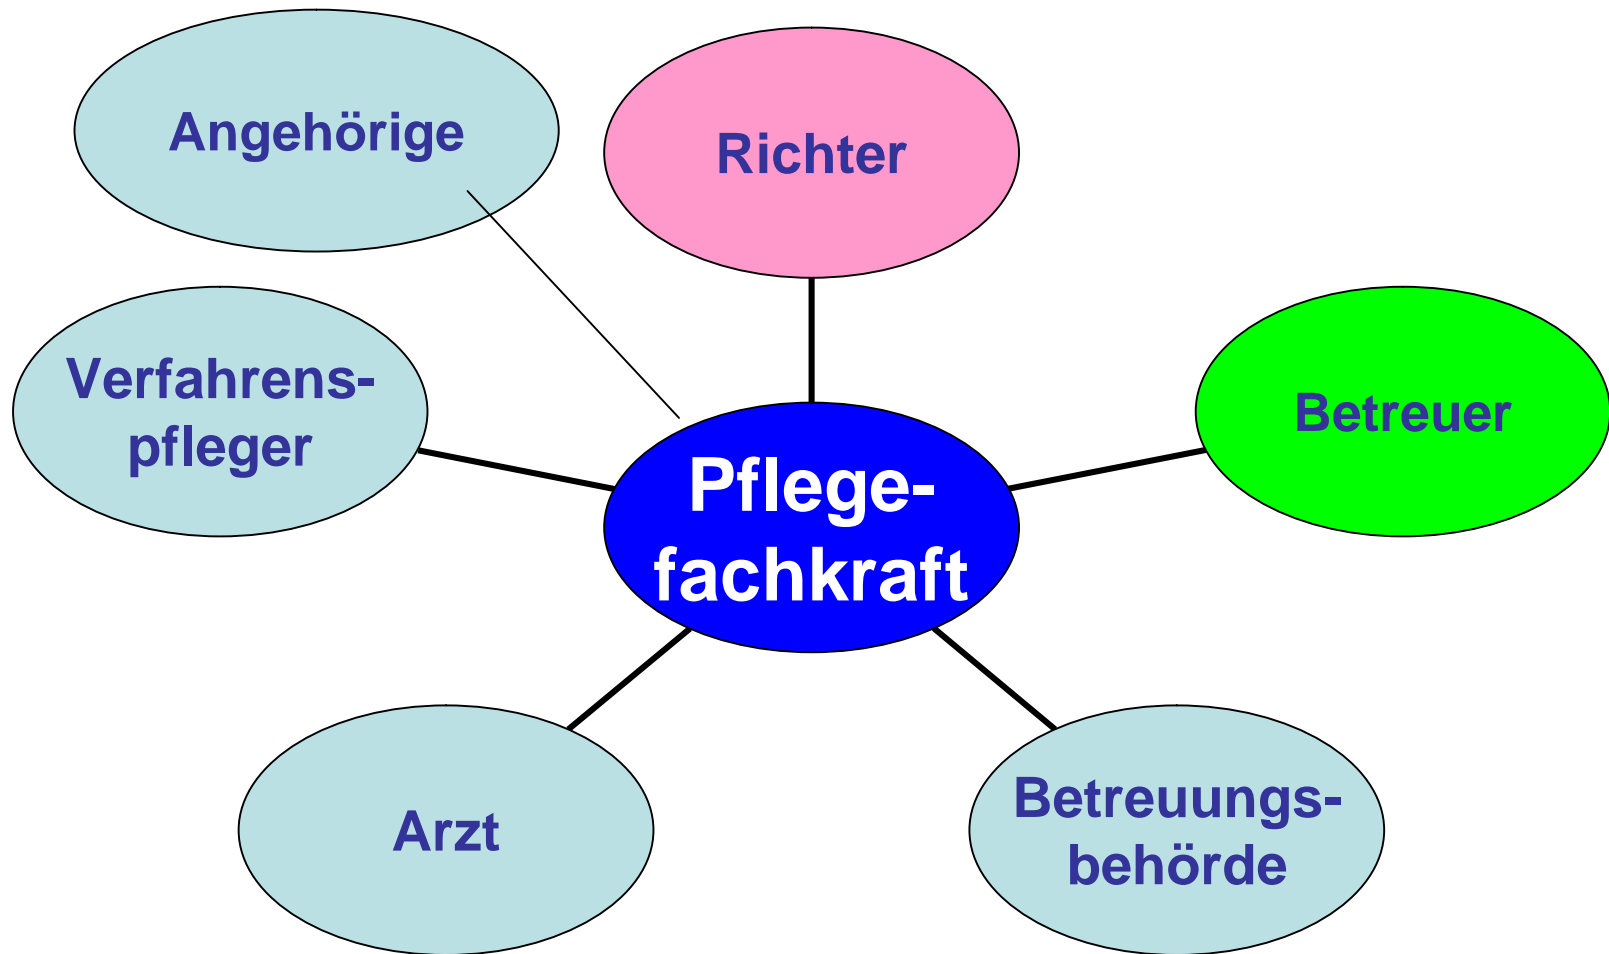 Angehörige
Richter
Verfahrens-
pfleger
Betreuer
Pflege-
fachkraft
Arzt
Betreuungs-
behörde